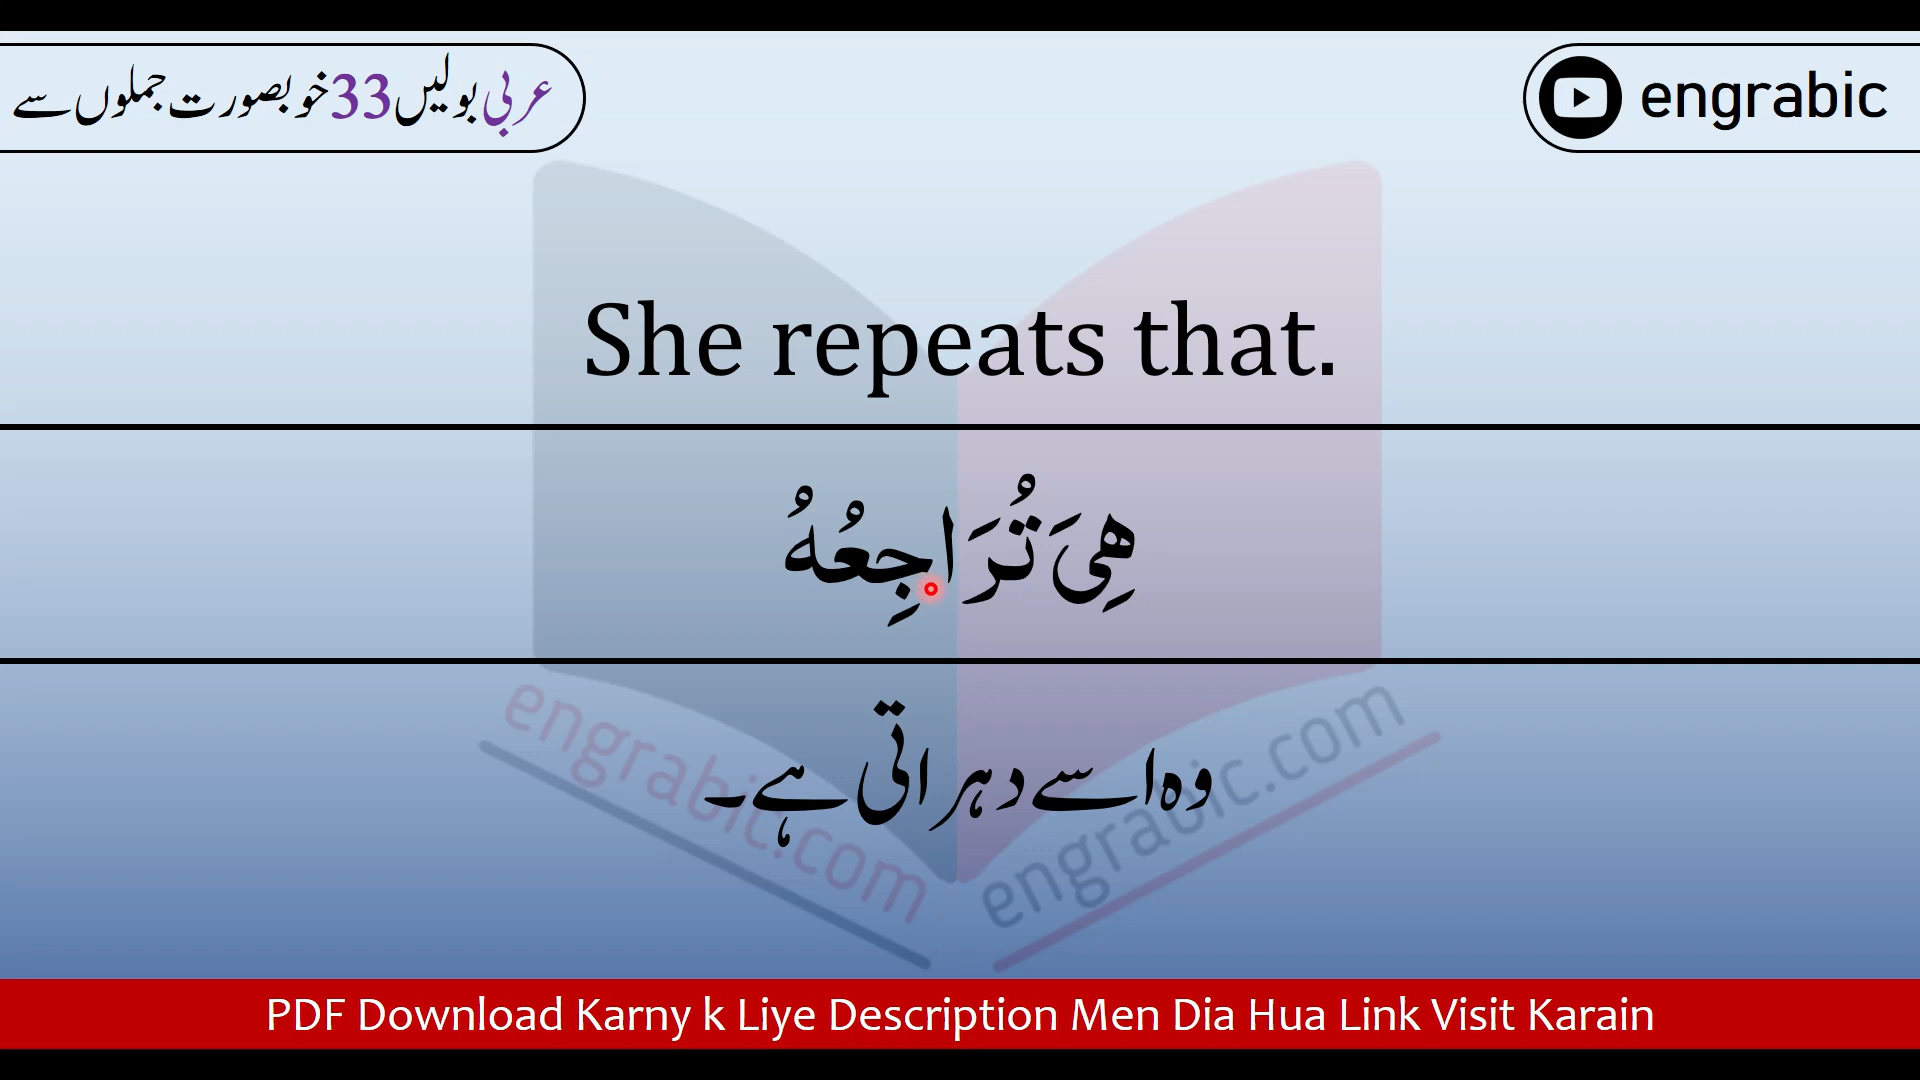 عربی بولیں 33 خوبصورت جملوں سے
engrabic
She repeats that.
هِیَ تُرَاجِعُهُ
وہ اسے دہراتی ہے۔
engrabic.com
engrabic.com
PDF Download Karny k Liye Description Men Dia Hua Link Visit Karain